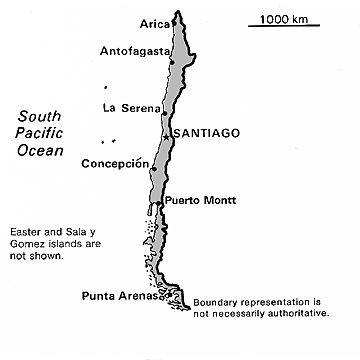 Arica
1000 km
Antofagasta
La Serena
South
Pacific
Ocean
SANTIAGO
Concepción
Puerto Montt
Easter and Sala y
Gomez islands are
not shown.
Punta Arenas
Boundary representation is
not necessarily authoritative.